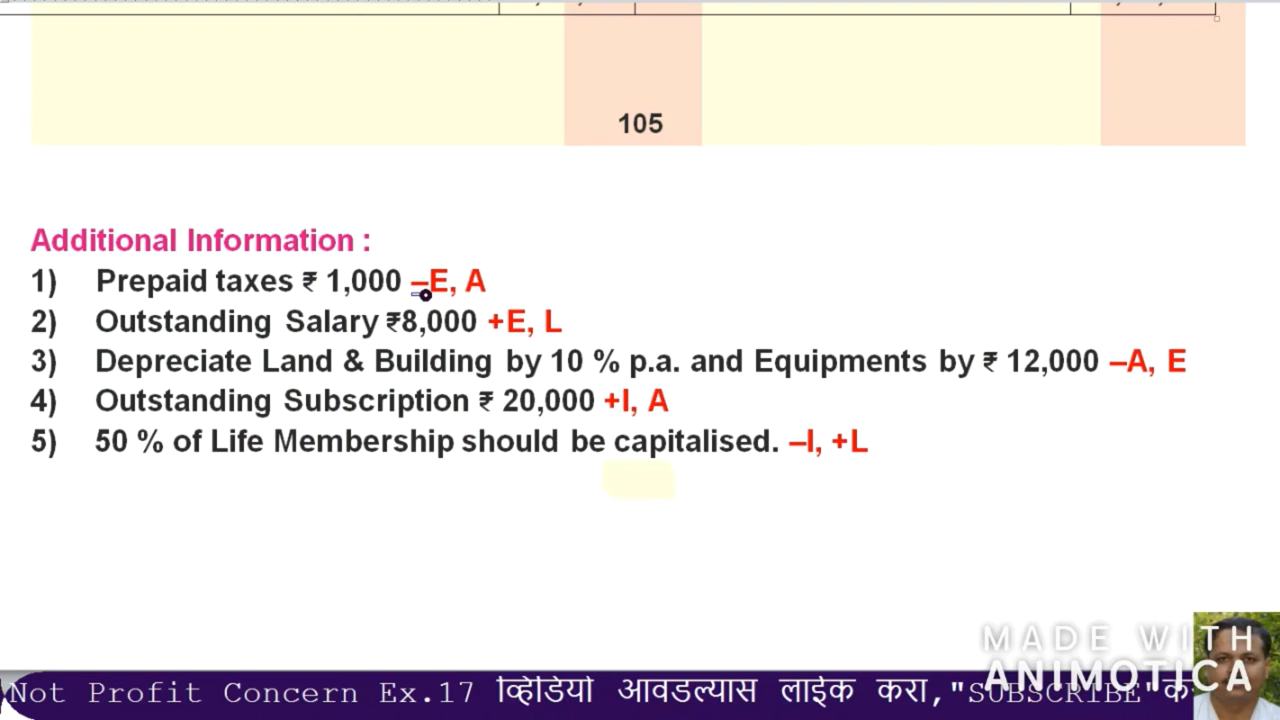 105
Additional Information :
1) Prepaid taxes ₹ 1,000 –E, A
2) Outstanding Salary ₹8,000 +E, L
3) Depreciate Land & Building by 10 % p.a. and Equipments by ₹ 12,000 –A, E
4) Outstanding Subscription ₹ 20,000 +I, A
5) 50 % of Life Membership should be capitalised. –I, +L
MADE WITH
ANIMOTICA
Not Profit Concern Ex.17 व्हिडियो आवडल्यास लाईक करा,"SUBSCRIBE"क